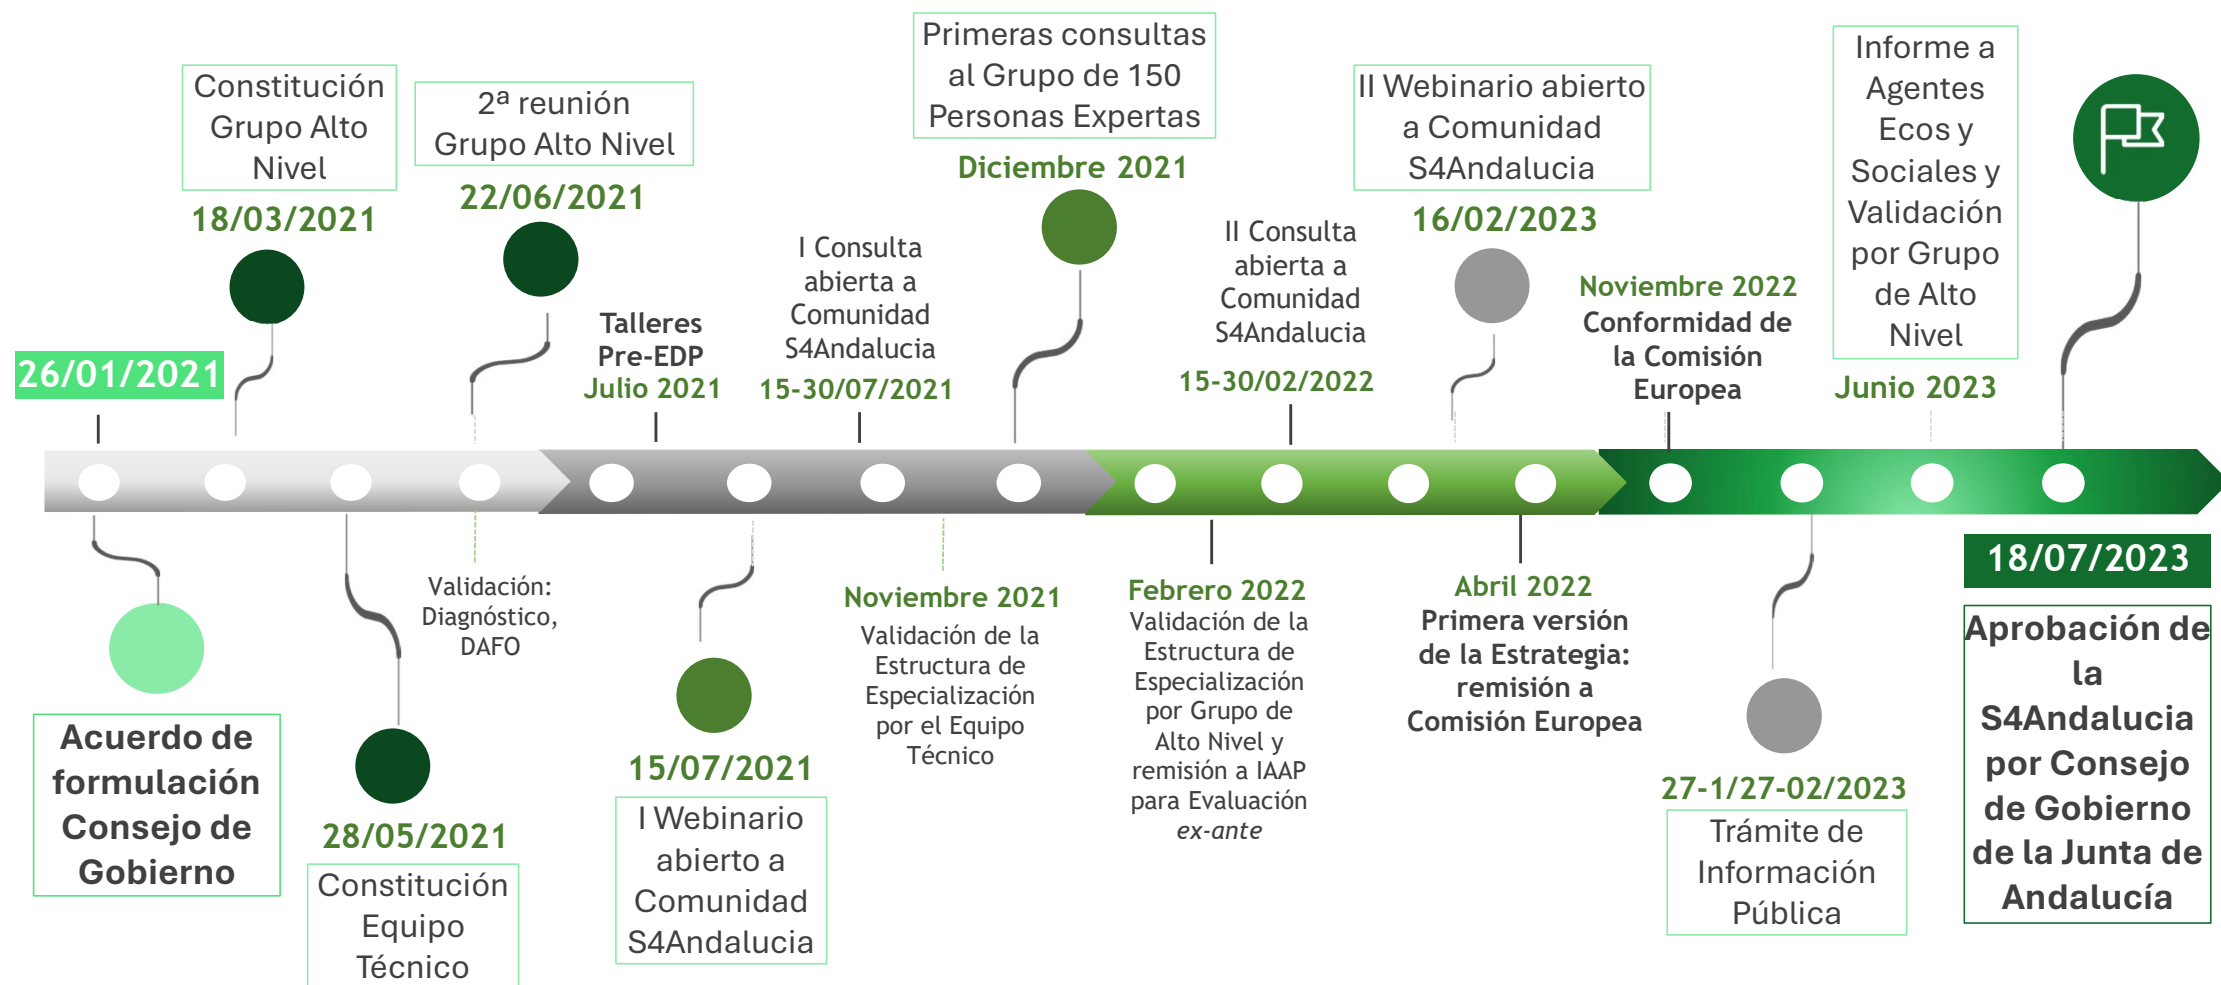 26/01/2021
Acuerdo de
formulación
Consejo de
Gobierno
Constitución
Grupo Alto
Nivel
18/03/2021
28/05/2021
Constitución
Equipo
Técnico
2ª reunión
Grupo Alto Nivel
22/06/2021
Validación:
Diagnóstico,
DAFO
Talleres
Pre-EDP
Julio 2021
15/07/2021
I Webinario
abierto a
Comunidad
S4Andalucia
I Consulta
abierta a
Comunidad
S4Andalucia
15-30/07/2021
Noviembre 2021
Validación de la
Estructura de
Especialización
por el Equipo
Técnico
Primeras consultas
al Grupo de 150
Personas Expertas
Diciembre 2021
Febrero 2022
Validación de la
Estructura de
Especialización
por Grupo de
Alto Nivel y
remisión a IAAP
para Evaluación
ex-ante
II Consulta
abierta a
Comunidad
S4Andalucia
15-30/02/2022
II Webinario abierto
a Comunidad
S4Andalucia
16/02/2023
Abril 2022
Primera versión
de la Estrategia:
remisión a
Comisión Europea
Noviembre 2022
Conformidad de
la Comisión
Europea
27-1/27-02/2023
Trámite de
Información
Pública
Informe a
Agentes
Ecos y
Sociales y
Validación
por Grupo
de Alto
Nivel
Junio 2023
18/07/2023
Aprobación de
la
S4Andalucia
por Consejo
de Gobierno
de la Junta de
Andalucía